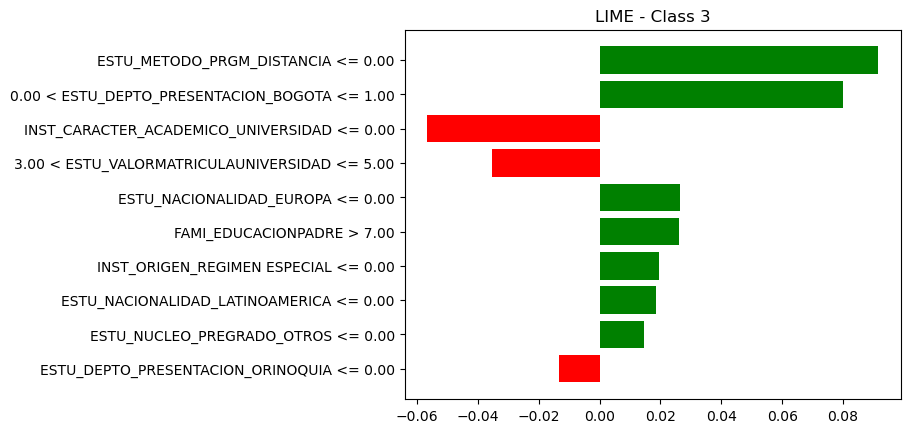 LIME - Class 3
ESTU_METODO_PRGM_DISTANCIA <= 0.00
0.00 < ESTU_DEPTO_PRESENTACION_BOGOTA <= 1.00
INST_CARACTER_ACADEMICO_UNIVERSIDAD <= 0.00
3.00 < ESTU_VALORMATRICULAUNIVERSIDAD <= 5.00
ESTU_NACIONALIDAD_EUROPA <= 0.00
FAMI_EDUCACIONPADRE > 7.00
INST_ORIGEN_REGIMEN ESPECIAL <= 0.00
ESTU_NACIONALIDAD_LATINOAMERICA <= 0.00
ESTU_NUCLEO_PREGRADO_OTROS <= 0.00
ESTU_DEPTO_PRESENTACION_ORINOQUIA <= 0.00
−0.06 −0.04 −0.02 0.00 0.02 0.04 0.06 0.08